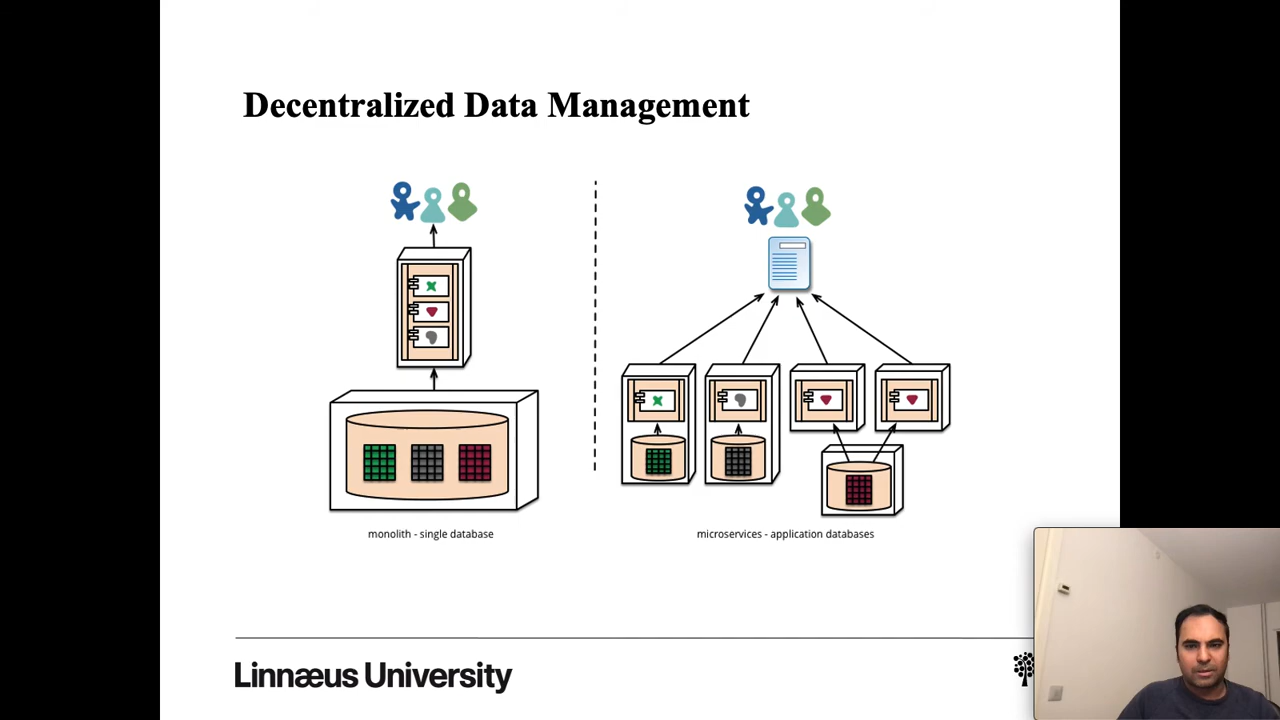 Decentralized Data Management
monolith - single database
microservices - application databases
Linnæus University